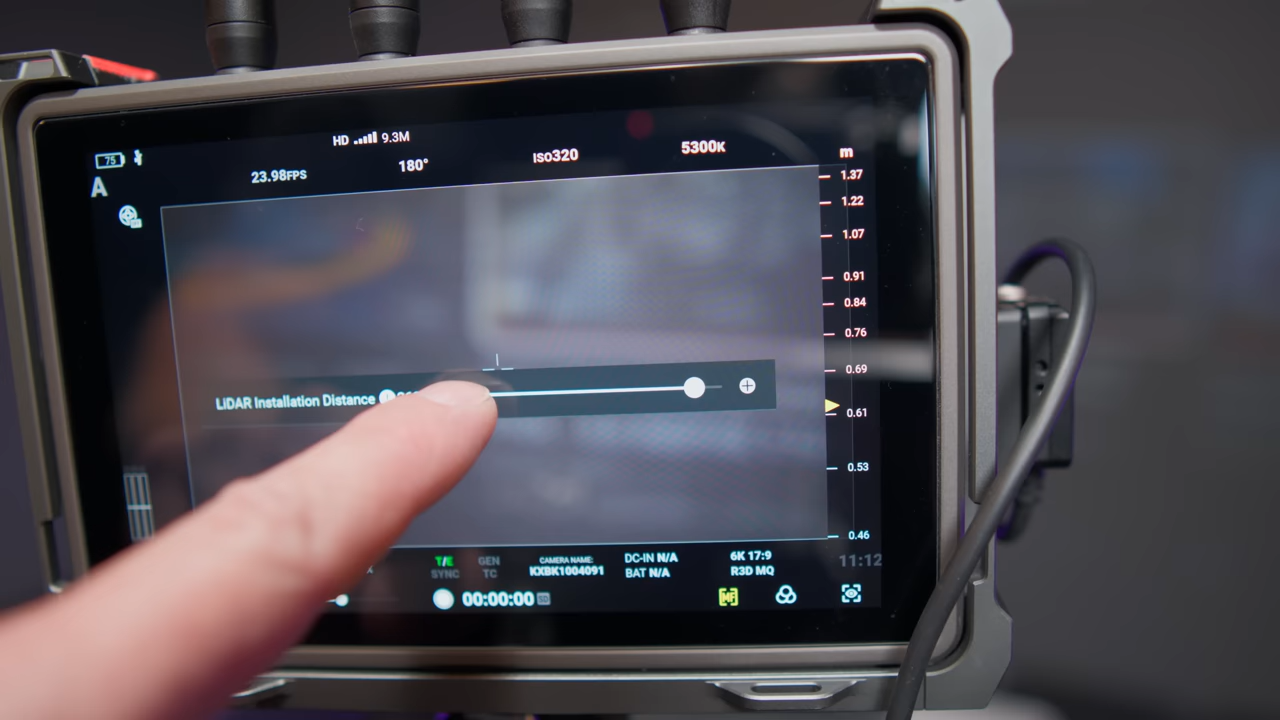 75
HD 9.3M
23.98FPS 180° ISO320 5300K m
A
1.37
1.22
1.07
0.91
0.84
0.76
0.69
LiDAR Installation Distance
0.61
0.53
0.46
T/E GEN CAMERA NAME: DC-IN N/A 6K 17:9 11:12
SYNC TC KXBK1004091 BAT N/A R3D MQ
00:00:00 MF